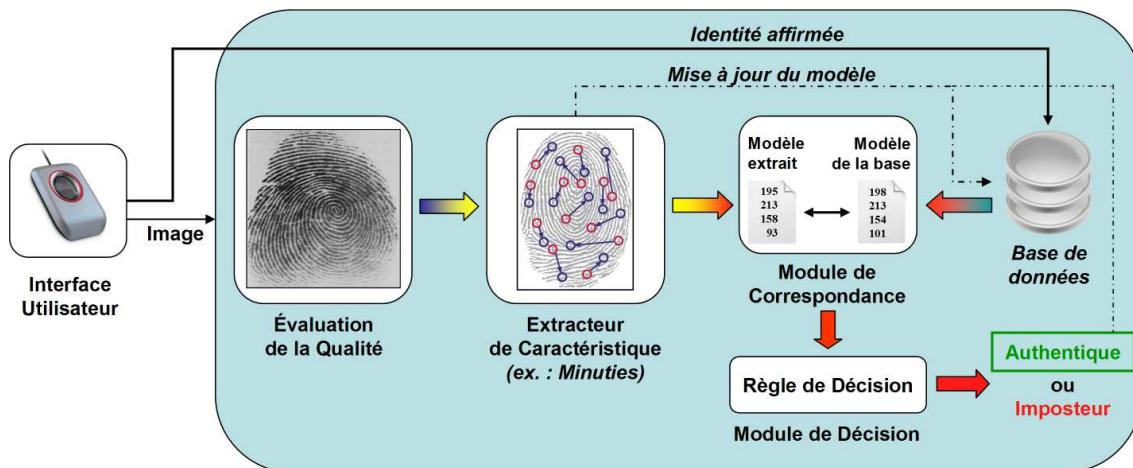 Identité affirmée
Mise à jour du modèle
Image
Interface
Utilisateur
Évaluation
de la Qualité
Extracteur
de Caractéristique
(ex. : Minuties)
Modèle
extrait
195
213
158
93
Modèle
de la base
198
213
154
101
Module de
Correspondance
Base de
données
Règle de Décision
Module de Décision
Authentique
ou
Imposteur